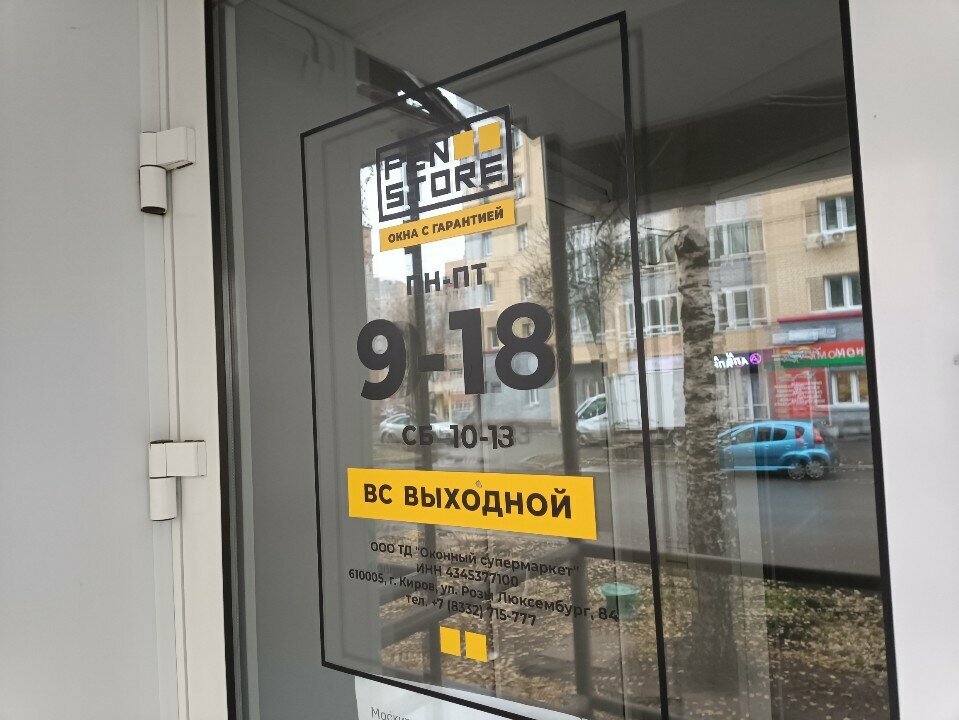 PEN
STORE
ОКНА С ГАРАНТИЕЙ
ПН-ПТ
9-18
СБ 10-13
ВС ВЫХОДНОЙ
ООО ТД "Оконный супермаркет"
ИНН 4345377100
610005, г. Киров, ул. Розы Люксембург, 84
тел. +7 (8332) 715-777